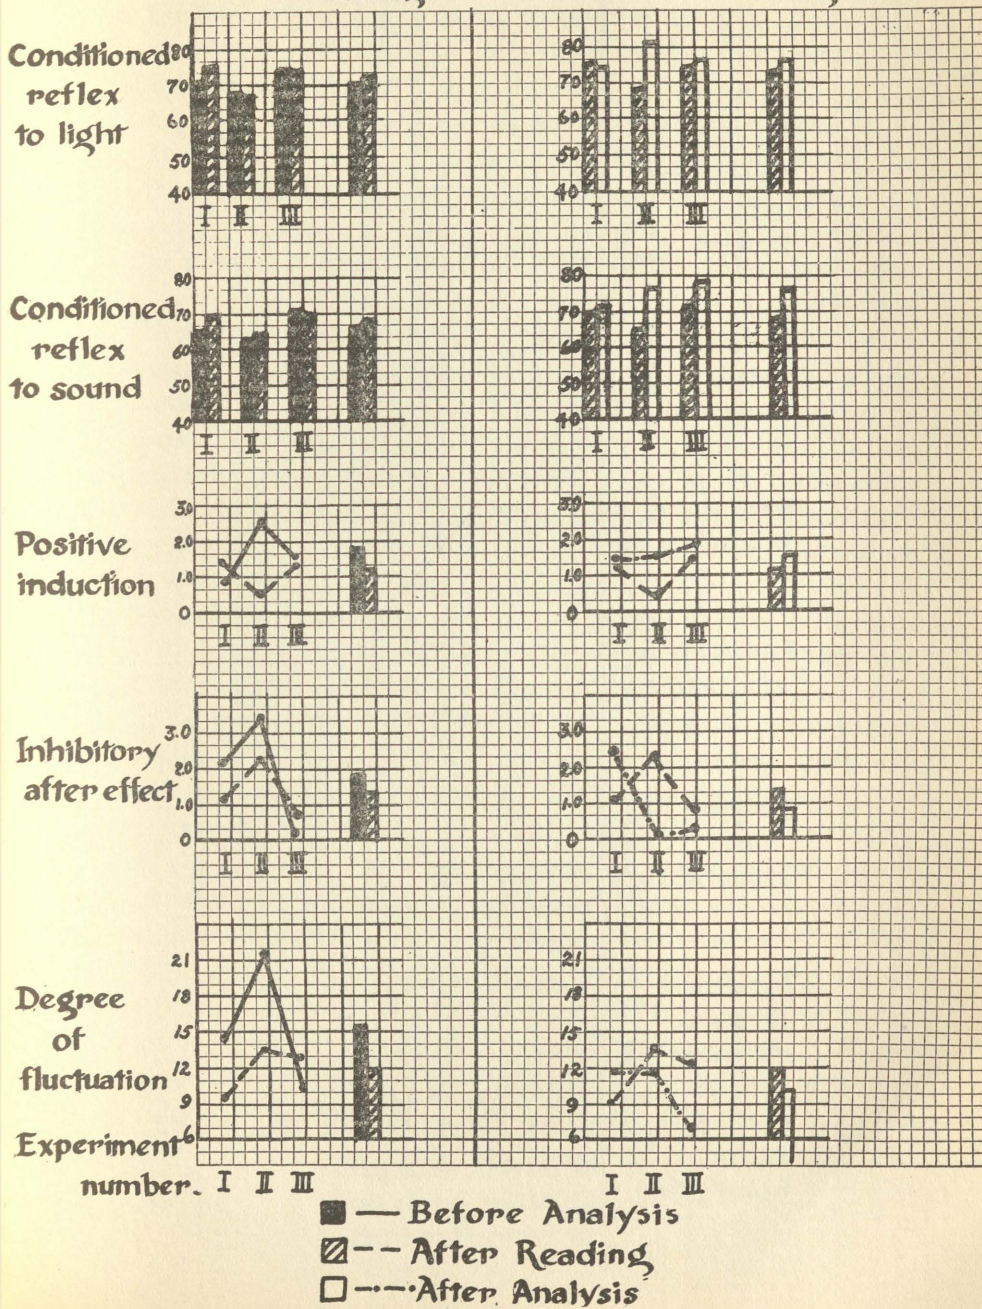 Conditioned
reflex
to light
80
70
60
50
40
I II III
80
70
60
50
40
I II III
Conditioned
reflex
to sound
80
70
60
50
40
I II III
80
70
60
50
40
I II III
Positive
induction
3.0
2.0
1.0
0
I II III
3.0
2.0
1.0
0
I II III
Inhibitory
after effect
3.0
2.0
1.0
0
I II III
3.0
2.0
1.0
0
I II III
Degree
of
fluctuation
21
18
15
12
9
6
21
18
15
12
9
6
Experiment
number. I II III I II III
Before Analysis
After Reading
After Analysis